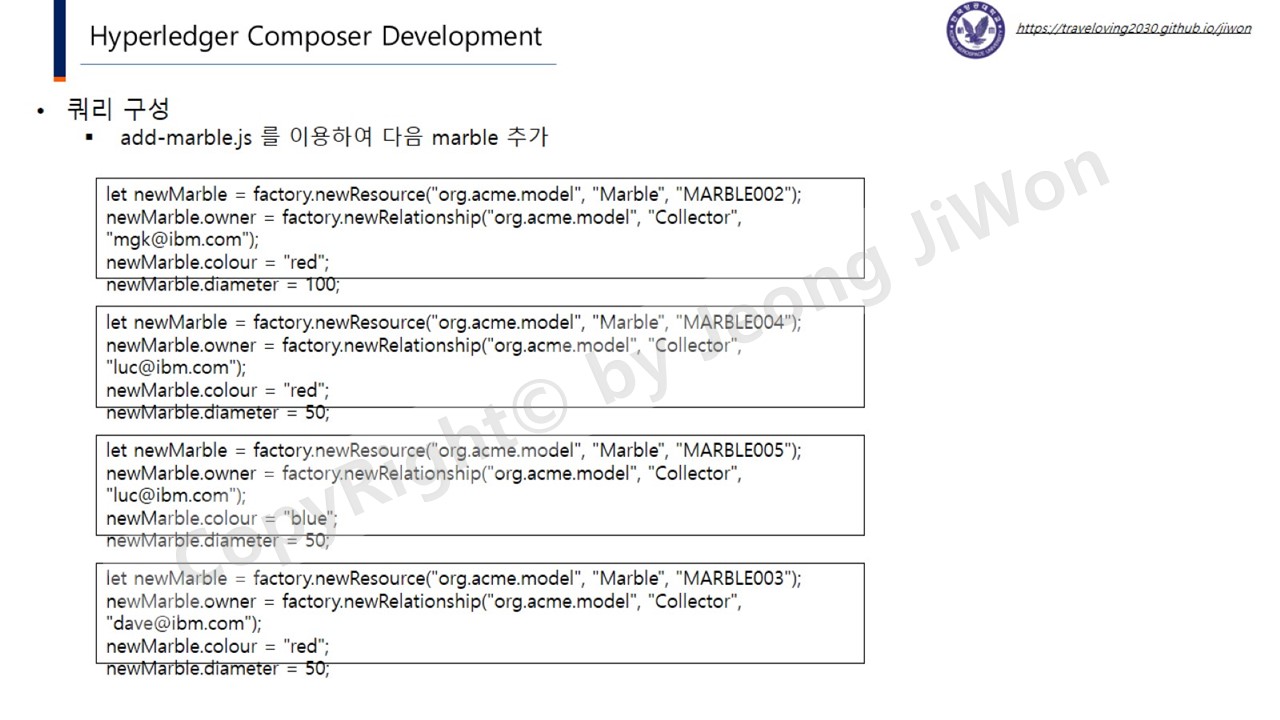 Hyperledger Composer Development
https://traveloving2030.github.io/jiwon
• 쿼리 구성
▪ add-marble.js 를 이용하여 다음 marble 추가
let newMarble = factory.newResource("org.acme.model", "Marble", "MARBLE002");
newMarble.owner = factory.newRelationship("org.acme.model", "Collector",
"mgk@ibm.com");
newMarble.colour = "red";
newMarble.diameter = 100;
let newMarble = factory.newResource("org.acme.model", "Marble", "MARBLE004");
newMarble.owner = factory.newRelationship("org.acme.model", "Collector",
"luc@ibm.com");
newMarble.colour = "red";
newMarble.diameter = 50;
let newMarble = factory.newResource("org.acme.model", "Marble", "MARBLE005");
newMarble.owner = factory.newRelationship("org.acme.model", "Collector",
"luc@ibm.com");
newMarble.colour = "blue";
newMarble.diameter = 50;
let newMarble = factory.newResource("org.acme.model", "Marble", "MARBLE003");
newMarble.owner = factory.newRelationship("org.acme.model", "Collector",
"dave@ibm.com");
newMarble.colour = "red";
newMarble.diameter = 50;
CopyRight© by Jeong JiWon